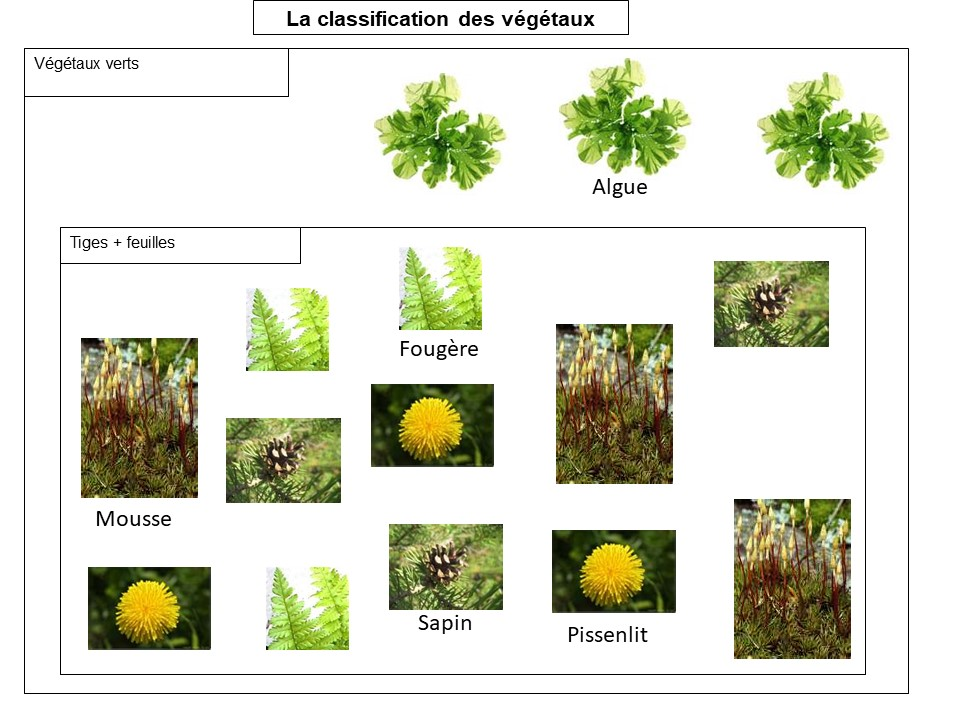 La classification des végétaux
Végétaux verts
Algue
Tiges + feuilles
Fougère
Mousse
Sapin
Pissenlit